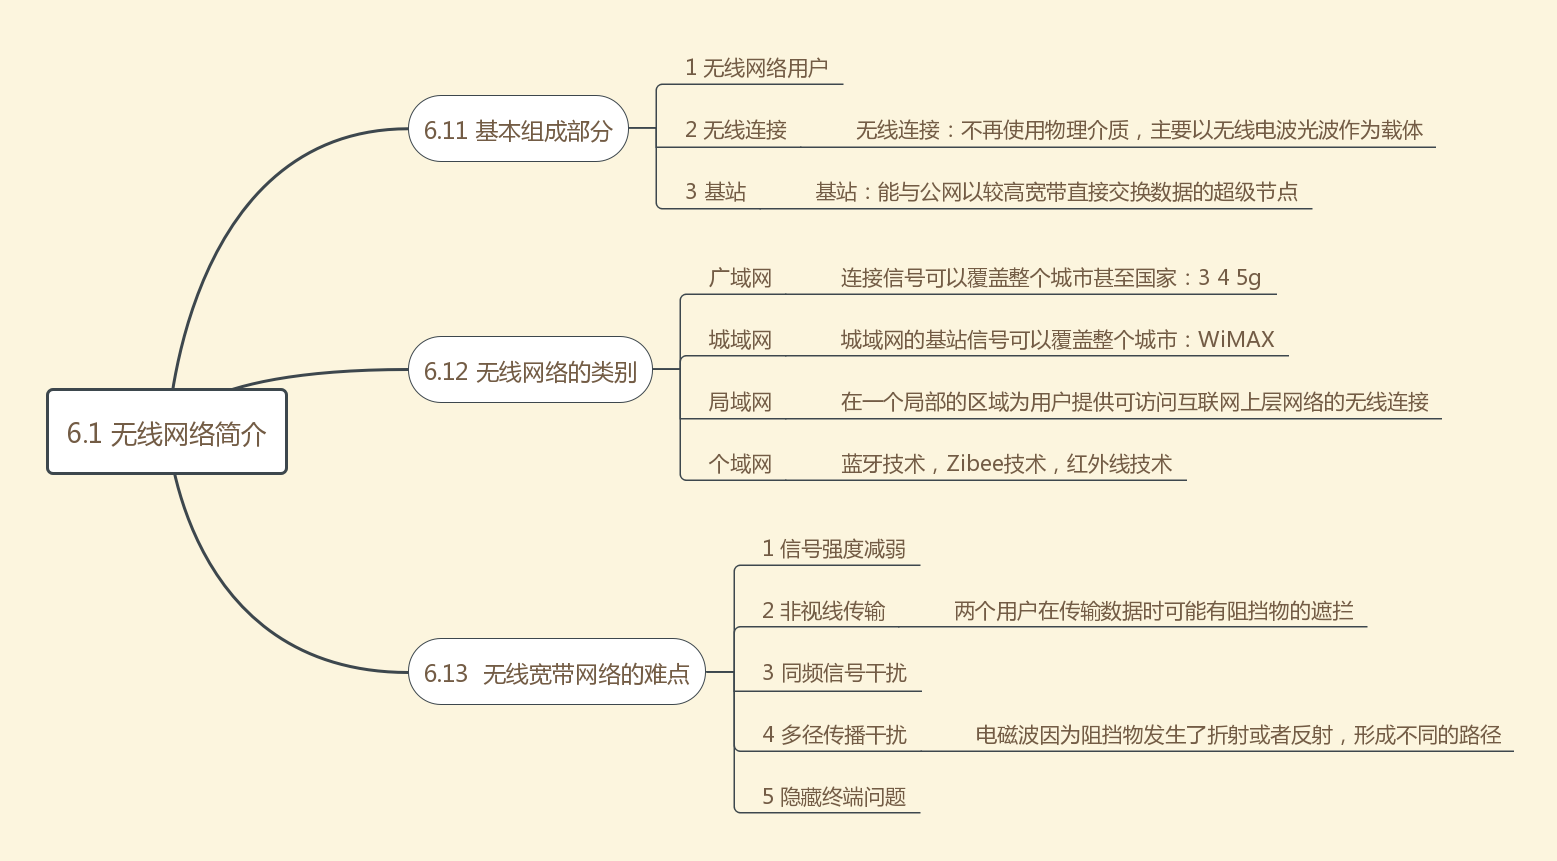 1 无线网络用户
6.11 基本组成部分
2 无线连接
无线连接：不再使用物理介质，主要以无线电波光波作为载体
3 基站
基站：能与公网以较高宽带直接交换数据的超级节点
广域网
连接信号可以覆盖整个城市甚至国家：3 4 5g
城域网
城域网的基站信号可以覆盖整个城市：WiMAX
6.12 无线网络的类别
局域网
在一个局部的区域为用户提供可访问互联网上层网络的无线连接
6.1 无线网络简介
个域网
蓝牙技术，Zibee技术，红外线技术
1 信号强度减弱
2 非视线传输
两个用户在传输数据时可能有阻挡物的遮拦
6.13 无线宽带网络的难点
3 同频信号干扰
4 多径传播干扰
电磁波因为阻挡物发生了折射或者反射，形成不同的路径
5 隐藏终端问题